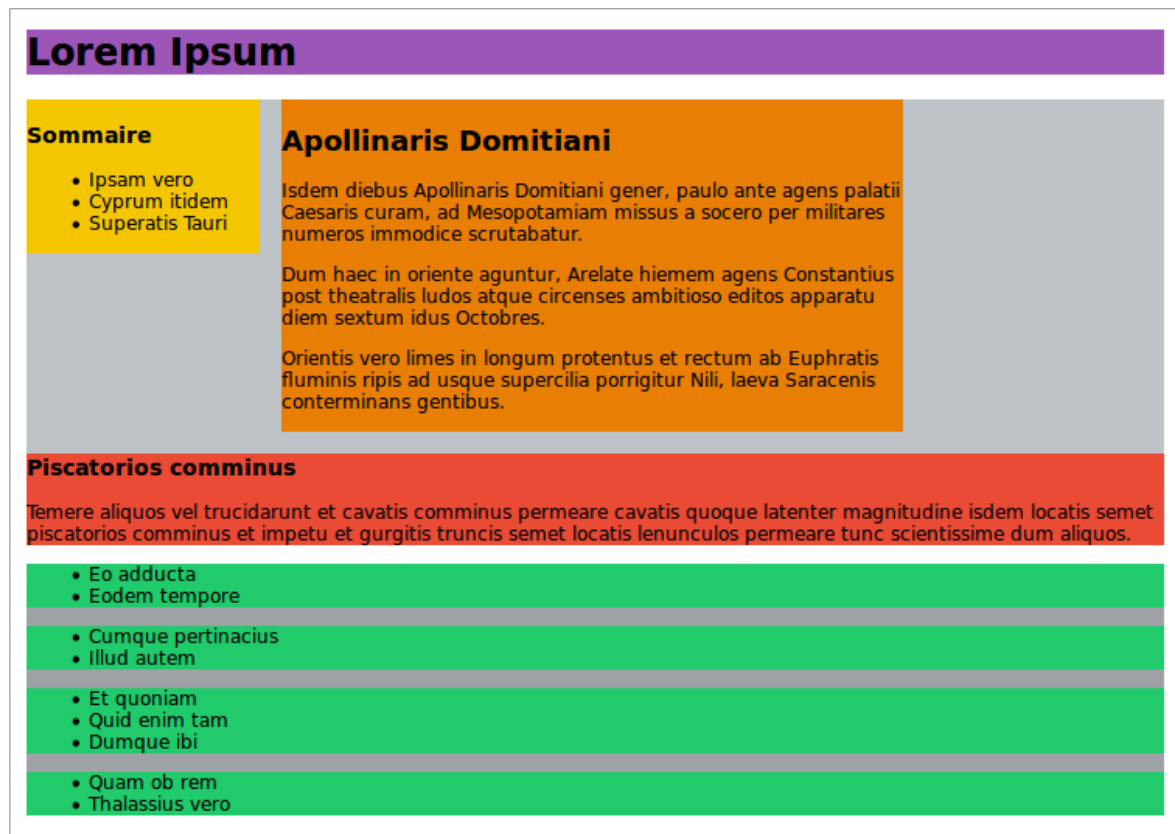 Lorem Ipsum
Sommaire
Ipsam vero
Cyprum itidem
Superatis Tauri
Apollinaris Domitiani
Isdem diebus Apollinaris Domitiani gener, paulo ante agens palatii
Caesaris curam, ad Mesopotamiam missus a socero per militares
numeros immodice scrutabatur.
Dum haec in oriente aguntur, Arelate hiemem agens Constantius
post theatralis ludos atque circenses ambitioso editos apparatu
diem sextum idus Octobres.
Orientis vero limes in longum protentus et rectum ab Euphratis
fluminis ripis ad usque supercilia porrigitur Nili, laeva Saracenis
conterminans gentibus.
Piscatorios comminus
Temere aliquos vel trucidarunt et cavatis comminus permeare cavatis quoque latenter magnitudine isdem locatis semet
piscatorios comminus et impetu et gurgitis truncis semet locatis lenunculos permeare tunc scientissime dum aliquos.
Eo adducta
Eodem tempore
Cumque pertinacius
Illud autem
Et quoniam
Quid enim tam
Dumque ibi
Quam ob rem
Thalassius vero